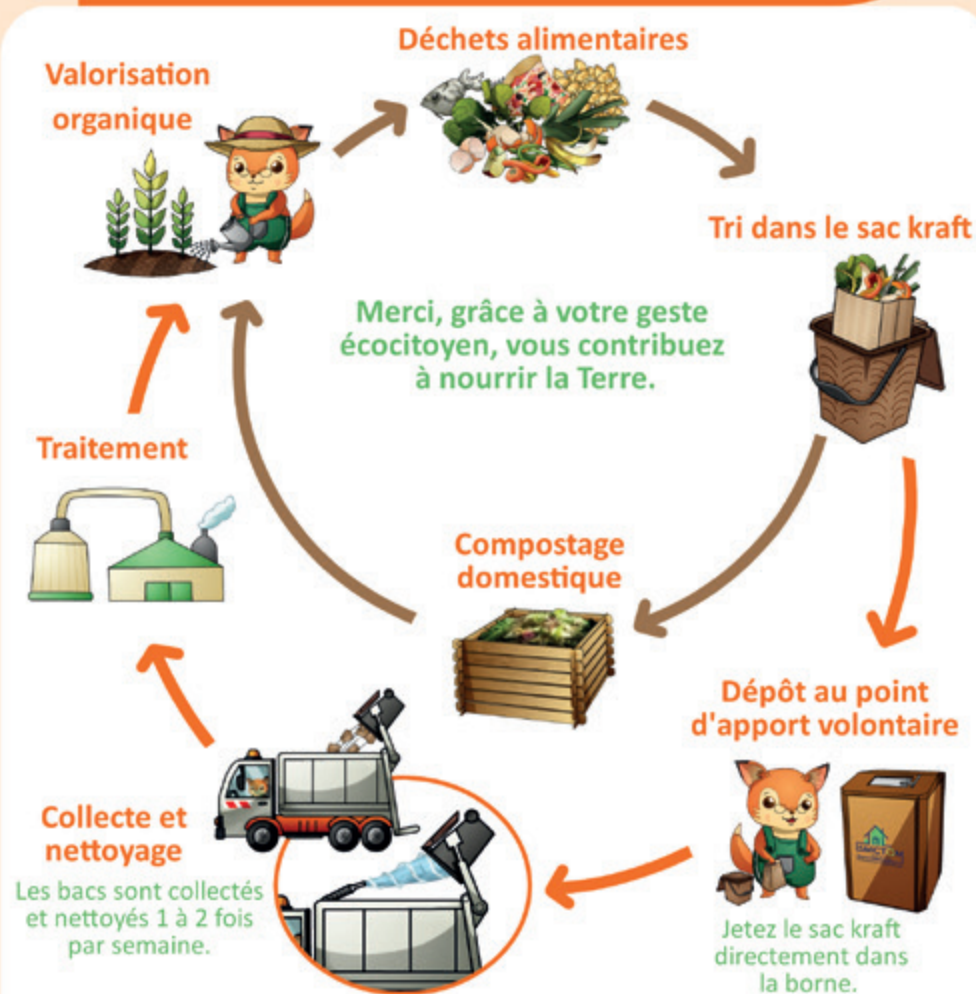 Déchets alimentaires
Valorisation
organique
Tri dans le sac kraft
Merci, grâce à votre geste
écocitoyen, vous contribuez
à nourrir la Terre.
Traitement
Compostage
domestique
Dépôt au point
d'apport volontaire
Collecte et
nettoyage
Les bacs sont collectés
et nettoyés 1 à 2 fois
par semaine.
Jetez le sac kraft
directement dans
la borne.